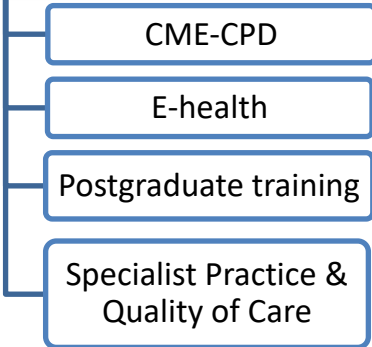 CME-CPD
E-health
Postgraduate training
Specialist Practice &
Quality of Care